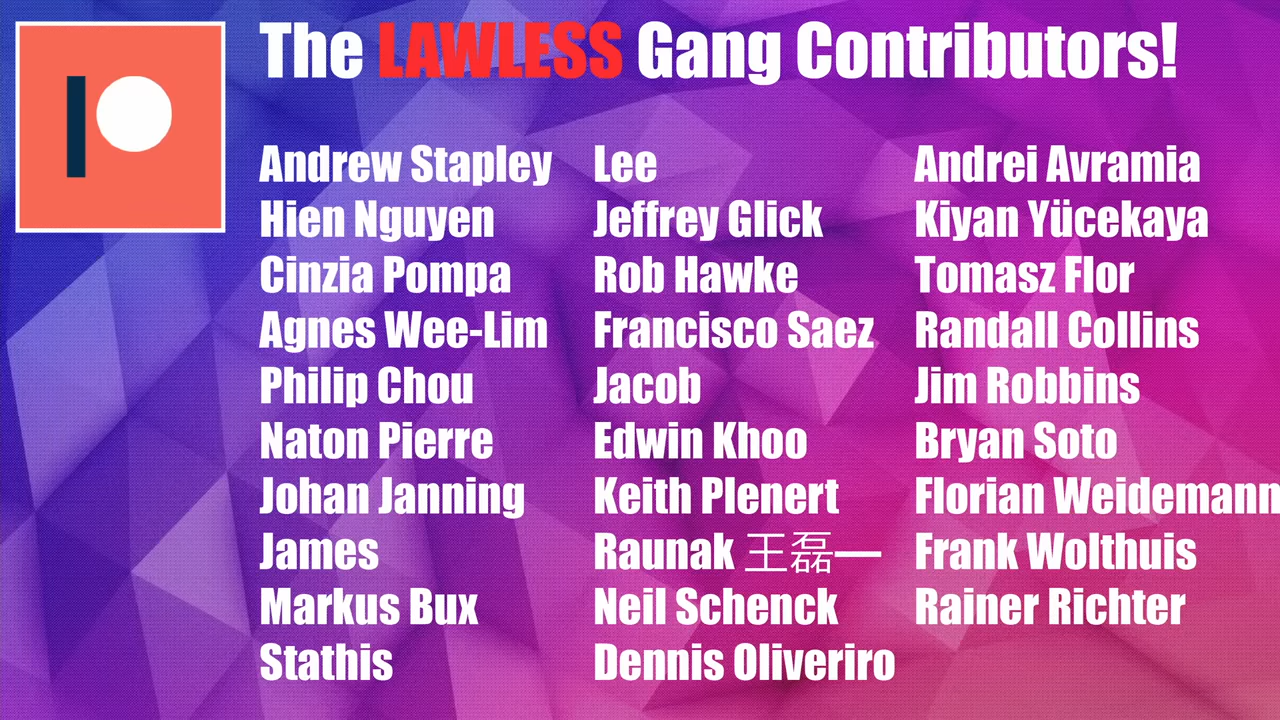 The LAWLESS Gang Contributors!
Andrew Stapley
Hien Nguyen
Cinzia Pompa
Agnes Wee-Lim
Philip Chou
Naton Pierre
Johan Janning
James
Markus Bux
Stathis
Lee
Jeffrey Glick
Rob Hawke
Francisco Saez
Jacob
Edwin Khoo
Keith Plenert
Raunak 王磊一
Neil Schenck
Dennis Oliveriro
Andrei Avramia
Kiyan Yücekaya
Tomasz Flor
Randall Collins
Jim Robbins
Bryan Soto
Florian Weidemann
Frank Wolthuis
Rainer Richter